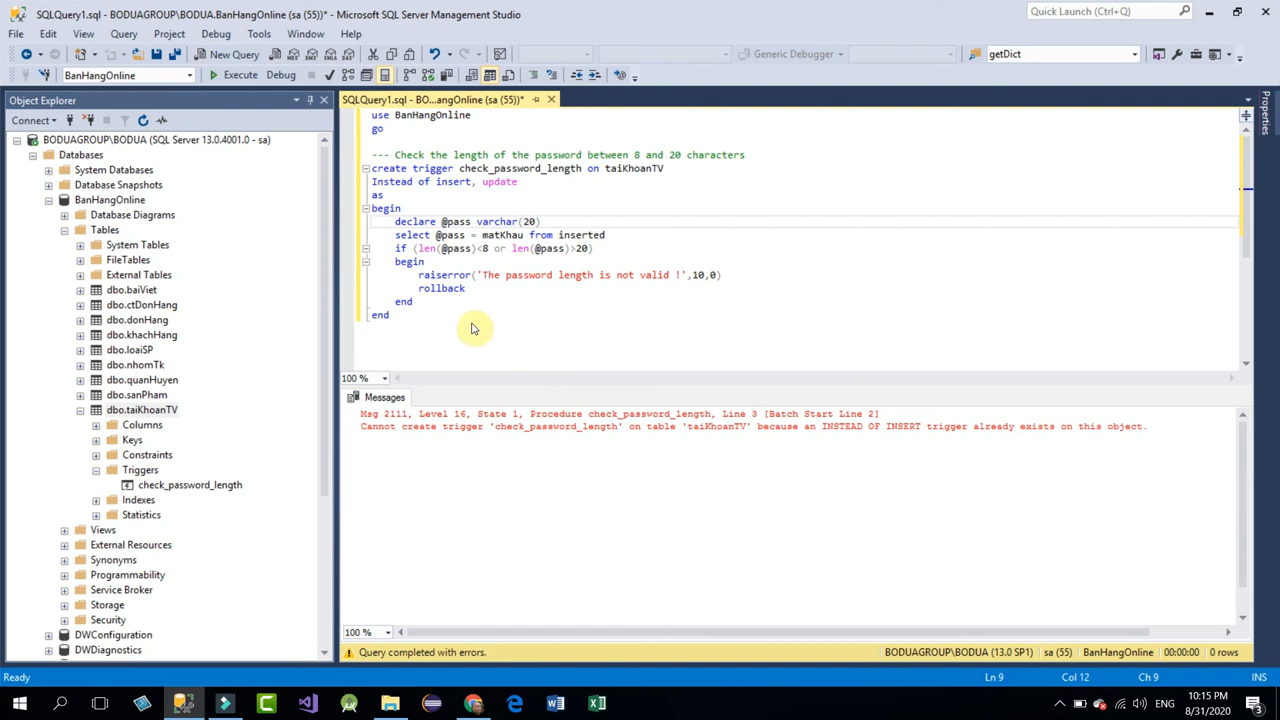 SQLQuery1.sql - BODUAGROUP\BODUA.BanHangOnline (sa (55))* - Microsoft SQL Server Management Studio
Quick Launch (Ctrl+Q)
File Edit View Query Project Debug Tools Window Help
New Query
Generic Debugger
getDict
BanHangOnline
Execute Debug
Object Explorer
SQLQuery1.sql - BO...angOnline (sa (55))*
Properties
Connect
BODUAGROUP\BODUA (SQL Server 13.0.4001.0 - sa)
Databases
System Databases
Database Snapshots
BanHangOnline
Database Diagrams
Tables
System Tables
FileTables
External Tables
dbo.baiViet
dbo.ctDonHang
dbo.donHang
dbo.khachHang
dbo.loaiSP
dbo.nhomTk
dbo.quanHuyen
dbo.sanPham
dbo.taiKhoanTV
Columns
Keys
Constraints
Triggers
check_password_length
Indexes
Statistics
Views
External Resources
Synonyms
Programmability
Service Broker
Storage
Security
DWConfiguration
DWDiagnostics
use BanHangOnline
go
--- Check the length of the password between 8 and 20 characters
create trigger check_password_length on taiKhoanTV
Instead of insert, update
as
begin
declare @pass varchar(20)
select @pass = matKhau from inserted
if (len(@pass)<8 or len(@pass)>20)
begin
raiserror('The password length is not valid !',10,0)
rollback
end
end
100 %
Messages
Msg 2111, Level 16, State 1, Procedure check_password_length, Line 3 [Batch Start Line 2]
Cannot create trigger 'check_password_length' on table 'taiKhoanTV' because an INSTEAD OF INSERT trigger already exists on this object.
100 %
Query completed with errors.
BODUAGROUP\BODUA (13.0 SP1) sa (55) BanHangOnline 00:00:00 0 rows
Ready
Ln 9 Col 12 Ch 9 INS
ENG
10:15 PM
8/31/2020
3